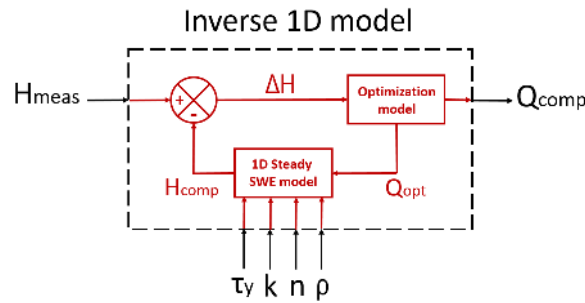 Inverse 1D model
Hmeas
+
-
ΔH
Optimization
model
Qcomp
1D Steady
SWE model
Hcomp
Qopt
τy k n ρ